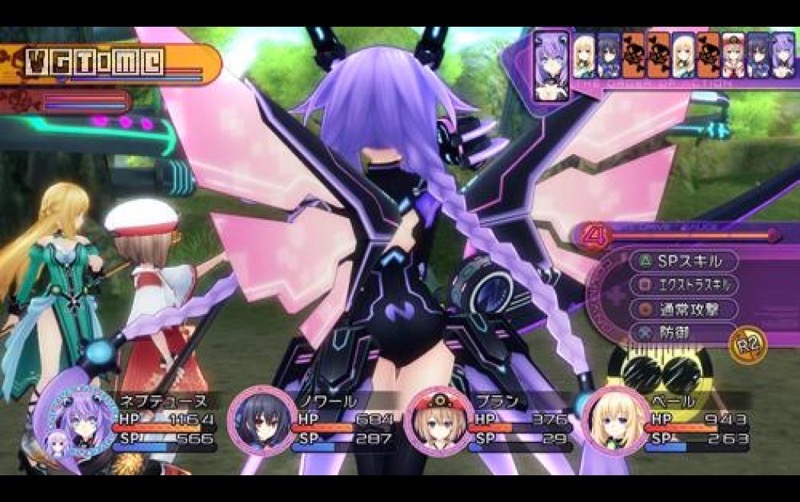 VGTIME
4
SPスキル
エクストラスキル
通常攻撃
防御
R2
ネプテューヌ
HP 1164
SP 566
ノワール
HP 684
SP 287
ブラン
HP 376
SP 29
ベール
HP 943
SP 263